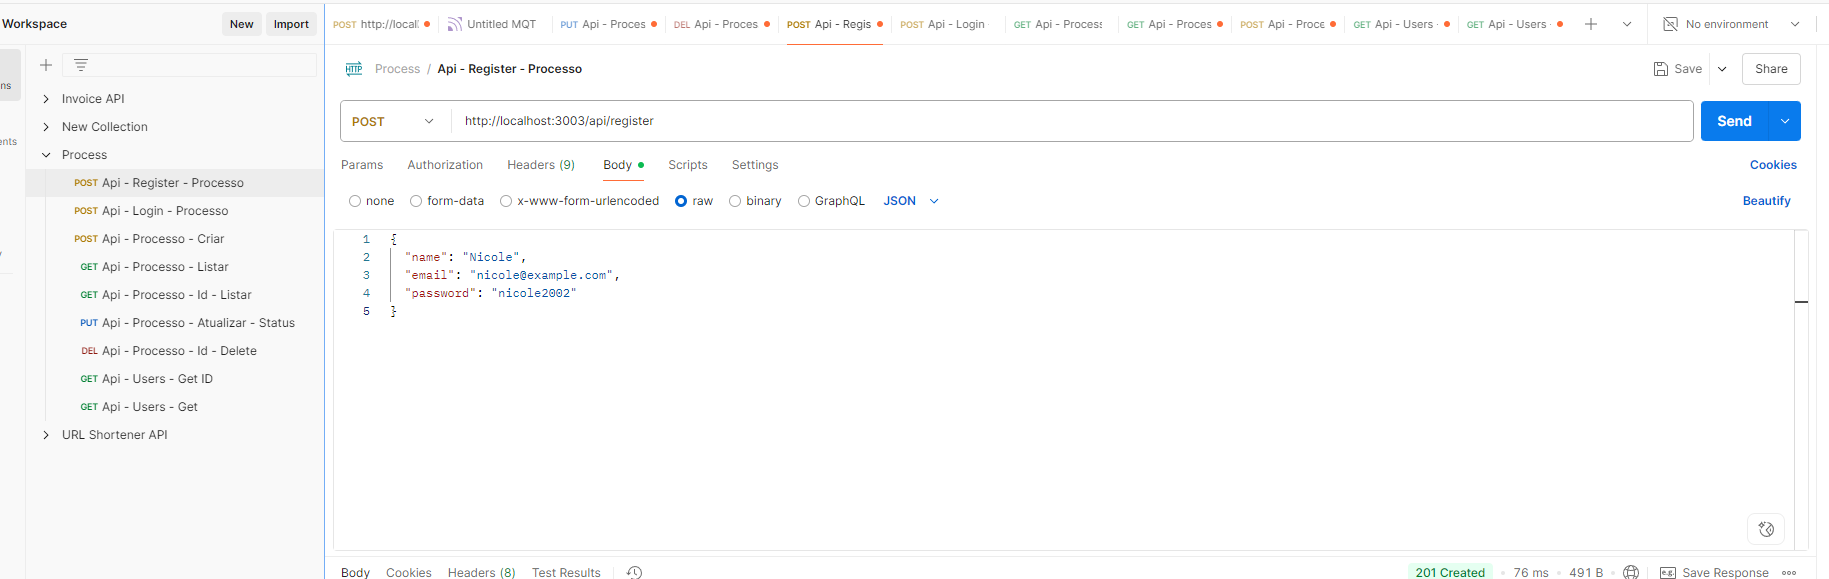 Workspace
New
Import
POST http://local
Untitled MQT
PUT Api - Proces
DEL Api - Proces
POST Api - Regis
POST Api - Login
GET Api - Process
GET Api - Proces
POST Api - Proce
GET Api - Users
GET Api - Users
No environment
Invoice API
New Collection
Process
POST Api - Register - Processo
POST Api - Login - Processo
POST Api - Processo - Criar
GET Api - Processo - Listar
GET Api - Processo - Id - Listar
PUT Api - Processo - Atualizar - Status
DEL Api - Processo - Id - Delete
GET Api - Users - Get ID
GET Api - Users - Get
URL Shortener API
HTTP Process / Api - Register - Processo
Save
Share
POST http://localhost:3003/api/register
Send
Params Authorization Headers (9) Body Scripts Settings
Cookies
none form-data x-www-form-urlencoded raw binary GraphQL JSON
Beautify
1 {
2 "name": "Nicole",
3 "email": "nicole@example.com",
4 "password": "nicole2002"
5 }
Body Cookies Headers (8) Test Results
201 Created • 76 ms • 491 B
e.g. Save Response